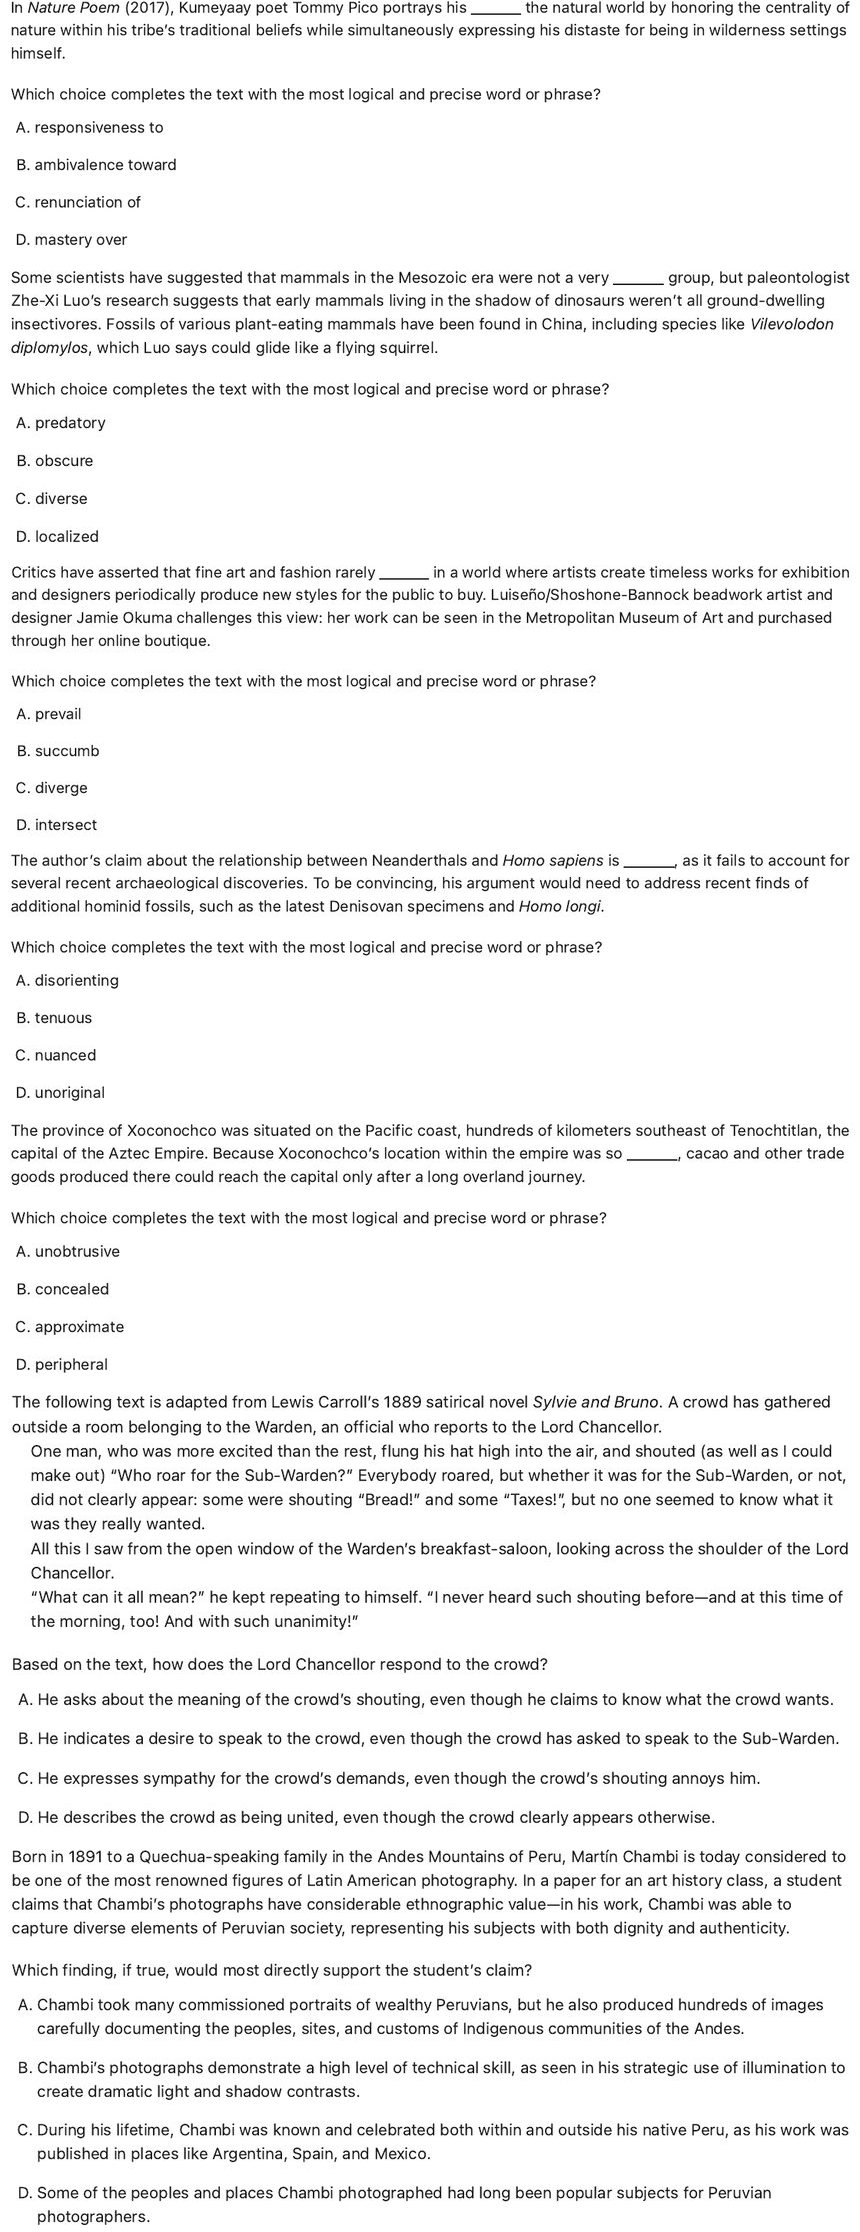 In Nature Poem (2017), Kumeyaay poet Tommy Pico portrays his ______ the natural world by honoring the centrality of
nature within his tribe's traditional beliefs while simultaneously expressing his distaste for being in wilderness settings
himself.
Which choice completes the text with the most logical and precise word or phrase?
A. responsiveness to
B. ambivalence toward
C. renunciation of
D. mastery over
Some scientists have suggested that mammals in the Mesozoic era were not a very ______ group, but paleontologist
Zhe-Xi Luo's research suggests that early mammals living in the shadow of dinosaurs weren't all ground-dwelling
insectivores. Fossils of various plant-eating mammals have been found in China, including species like Vilevolodon
diplomylos, which Luo says could glide like a flying squirrel.
Which choice completes the text with the most logical and precise word or phrase?
A. predatory
B. obscure
C. diverse
D. localized
Critics have asserted that fine art and fashion rarely ______ in a world where artists create timeless works for exhibition
and designers periodically produce new styles for the public to buy. Luiseño/Shoshone-Bannock beadwork artist and
designer Jamie Okuma challenges this view: her work can be seen in the Metropolitan Museum of Art and purchased
through her online boutique.
Which choice completes the text with the most logical and precise word or phrase?
A. prevail
B. succumb
C. diverge
D. intersect
The author's claim about the relationship between Neanderthals and Homo sapiens is ______, as it fails to account for
several recent archaeological discoveries. To be convincing, his argument would need to address recent finds of
additional hominid fossils, such as the latest Denisovan specimens and Homo longi.
Which choice completes the text with the most logical and precise word or phrase?
A. disorienting
B. tenuous
C. nuanced
D. unoriginal
The province of Xoconochco was situated on the Pacific coast, hundreds of kilometers southeast of Tenochtitlan, the
capital of the Aztec Empire. Because Xoconochco's location within the empire was so ______, cacao and other trade
goods produced there could reach the capital only after a long overland journey.
Which choice completes the text with the most logical and precise word or phrase?
A. unobtrusive
B. concealed
C. approximate
D. peripheral
The following text is adapted from Lewis Carroll's 1889 satirical novel Sylvie and Bruno. A crowd has gathered
outside a room belonging to the Warden, an official who reports to the Lord Chancellor.
One man, who was more excited than the rest, flung his hat high into the air, and shouted (as well as I could
make out) "Who roar for the Sub-Warden?" Everybody roared, but whether it was for the Sub-Warden, or not,
did not clearly appear: some were shouting "Bread!" and some "Taxes!", but no one seemed to know what it
was they really wanted.
All this I saw from the open window of the Warden's breakfast-saloon, looking across the shoulder of the Lord
Chancellor.
"What can it all mean?" he kept repeating to himself. "I never heard such shouting before—and at this time of
the morning, too! And with such unanimity!"
Based on the text, how does the Lord Chancellor respond to the crowd?
A. He asks about the meaning of the crowd's shouting, even though he claims to know what the crowd wants.
B. He indicates a desire to speak to the crowd, even though the crowd has asked to speak to the Sub-Warden.
C. He expresses sympathy for the crowd's demands, even though the crowd's shouting annoys him.
D. He describes the crowd as being united, even though the crowd clearly appears otherwise.
Born in 1891 to a Quechua-speaking family in the Andes Mountains of Peru, Martín Chambi is today considered to
be one of the most renowned figures of Latin American photography. In a paper for an art history class, a student
claims that Chambi's photographs have considerable ethnographic value—in his work, Chambi was able to
capture diverse elements of Peruvian society, representing his subjects with both dignity and authenticity.
Which finding, if true, would most directly support the student's claim?
A. Chambi took many commissioned portraits of wealthy Peruvians, but he also produced hundreds of images
carefully documenting the peoples, sites, and customs of Indigenous communities of the Andes.
B. Chambi's photographs demonstrate a high level of technical skill, as seen in his strategic use of illumination to
create dramatic light and shadow contrasts.
C. During his lifetime, Chambi was known and celebrated both within and outside his native Peru, as his work was
published in places like Argentina, Spain, and Mexico.
D. Some of the peoples and places Chambi photographed had long been popular subjects for Peruvian
photographers.